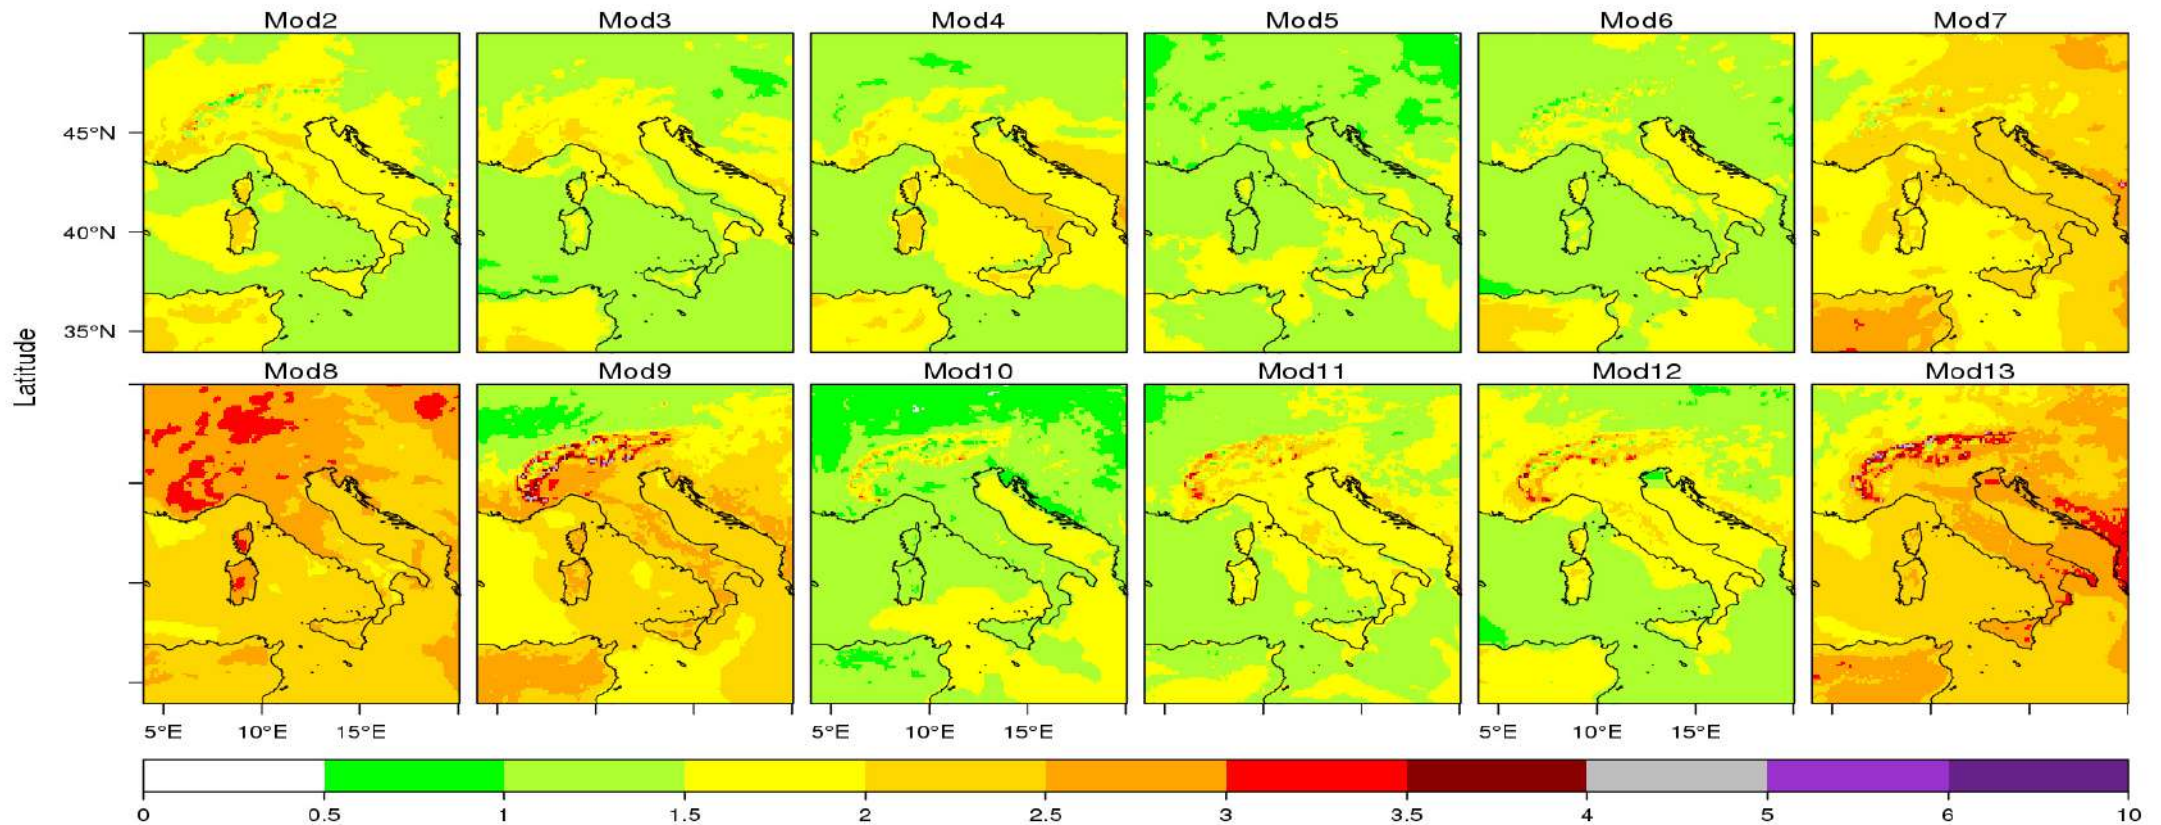 Mod2 Mod3 Mod4 Mod5 Mod6 Mod7
45°N
40°N
35°N
Latitude
Mod8 Mod9 Mod10 Mod11 Mod12 Mod13
5°E 10°E 15°E 5°E 10°E 15°E 5°E 10°E 15°E
0 0.5 1 1.5 2 2.5 3 3.5 4 5 6 10